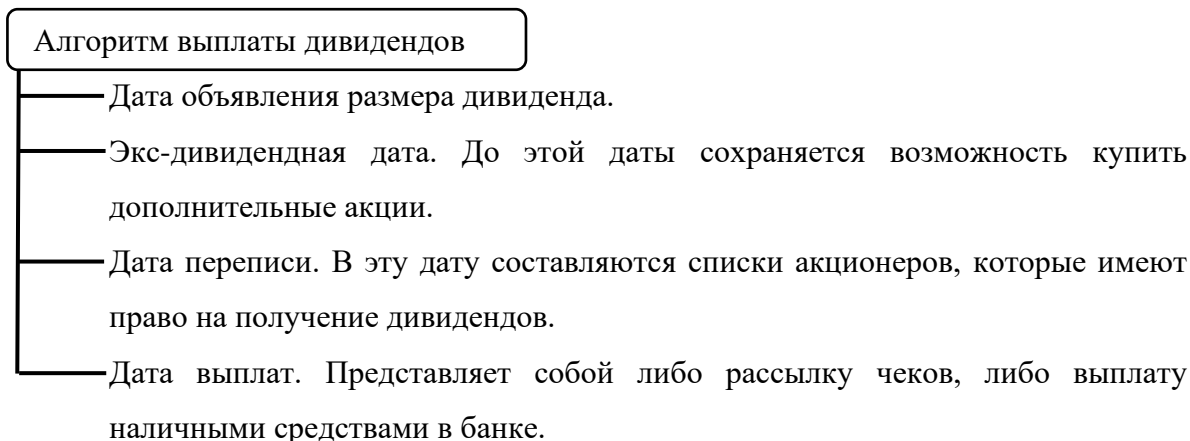 Алгоритм выплаты дивидендов
Дата объявления размера дивиденда.
Экс-дивидендная дата. До этой даты сохраняется возможность купить
дополнительные акции.
Дата переписи. В эту дату составляются списки акционеров, которые имеют
право на получение дивидендов.
Дата выплат. Представляет собой либо рассылку чеков, либо выплату
наличными средствами в банке.